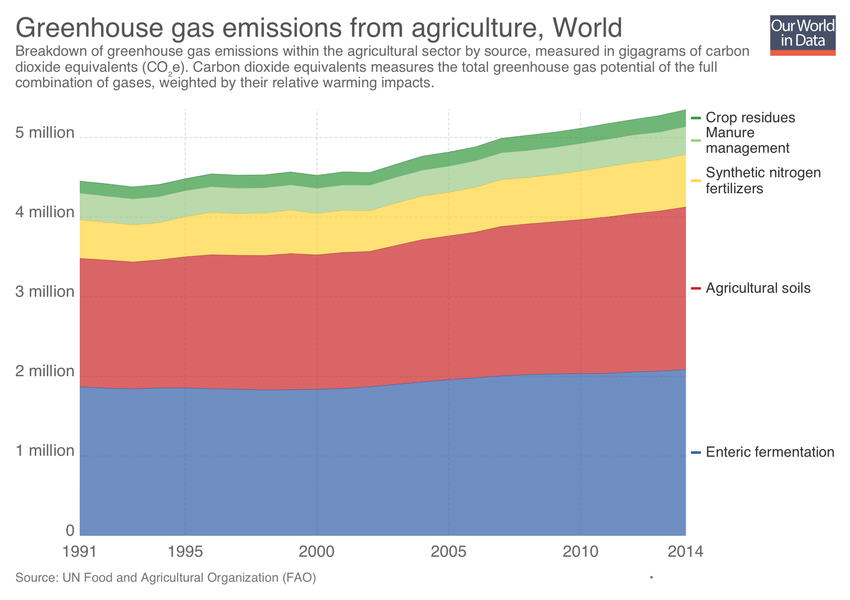 Greenhouse gas emissions from agriculture, World
Our World
in Data
Breakdown of greenhouse gas emissions within the agricultural sector by source, measured in gigagrams of carbon
dioxide equivalents (CO₂e). Carbon dioxide equivalents measures the total greenhouse gas potential of the full
combination of gases, weighted by their relative warming impacts.
5 million
4 million
3 million
2 million
1 million
0
Crop residues
Manure
management
Synthetic nitrogen
fertilizers
Agricultural soils
Enteric fermentation
1991 1995 2000 2005 2010 2014
Source: UN Food and Agricultural Organization (FAO)